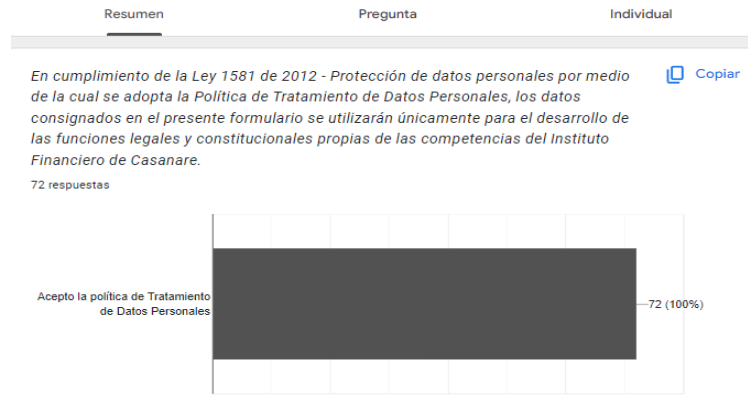 Resumen
Pregunta
Individual
En cumplimiento de la Ley 1581 de 2012 - Protección de datos personales por medio
de la cual se adopta la Política de Tratamiento de Datos Personales, los datos
consignados en el presente formulario se utilizarán únicamente para el desarrollo de
las funciones legales y constitucionales propias de las competencias del Instituto
Financiero de Casanare.
Copiar
72 respuestas
Acepto la política de Tratamiento
de Datos Personales
72 (100%)